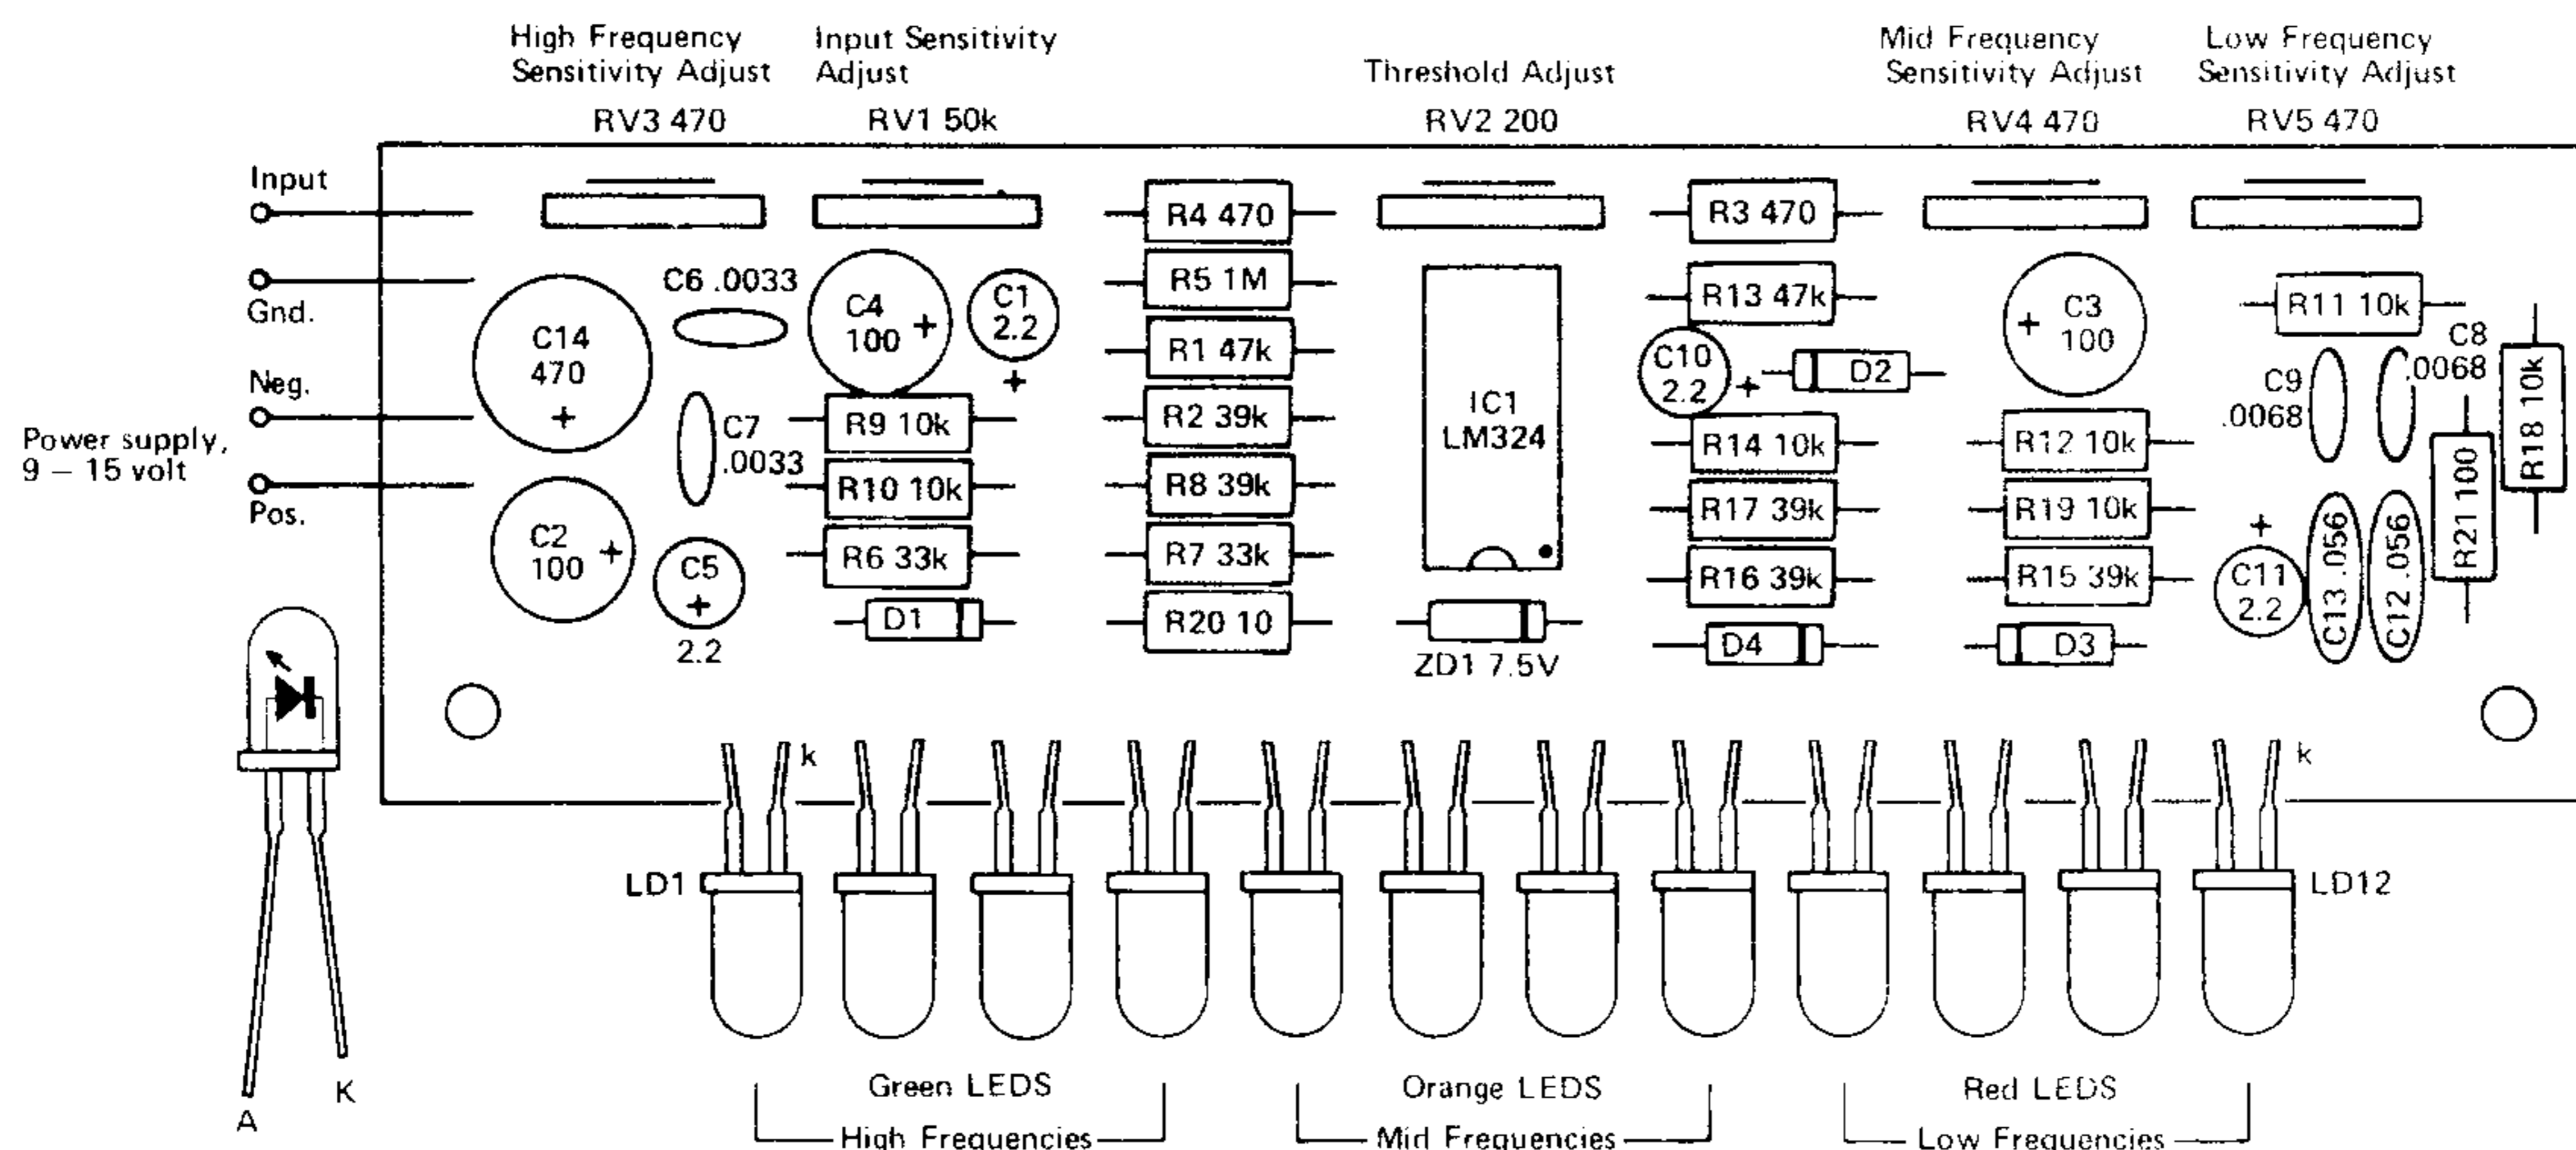 High Frequency
Sensitivity Adjust
RV3 470
Input Sensitivity
Adjust
RV1 50k
Threshold Adjust
RV2 200
Mid Frequency
Sensitivity Adjust
RV4 470
Low Frequency
Sensitivity Adjust
RV5 470
Input
Gnd.
Neg.
Power supply,
9 – 15 volt
Pos.
C14
470
+
C6 .0033
C7
.0033
C2
100 +
C5
+
2.2
C4
100 +
C1
2.2
+
R9 10k
R10 10k
R6 33k
D1
R4 470
R5 1M
R1 47k
R2 39k
R8 39k
R7 33k
R20 10
IC1
LM324
ZD1 7.5V
R3 470
R13 47k
C10
2.2 +
D2
R14 10k
R17 39k
R16 39k
D4
+ C3
100
R12 10k
R19 10k
R15 39k
D3
R11 10k
C8
.0068
C9
.0068
R18 10k
R21 100
+
C11
2.2
C13 .056
C12 .056
k
k
LD1
LD12
A
K
Green LEDS
High Frequencies
Orange LEDS
Mid Frequencies
Red LEDS
Low Frequencies